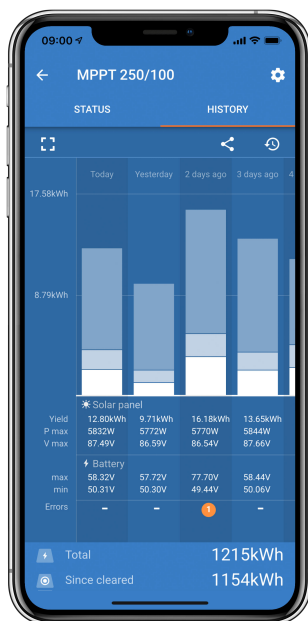 09:00
MPPT 250/100
STATUS HISTORY
Today Yesterday 2 days ago 3 days ago 4
17.58kWh
8.79kWh
Solar panel
Yield 12.80kWh 9.71kWh 16.18kWh 13.65kWh
P max 5832W 5772W 5770W 5844W
V max 87.49V 86.59V 86.54V 87.66V
Battery
max 58.32V 57.72V 77.70V 58.44V
min 50.31V 50.30V 49.44V 50.06V
Errors - - 1 -
Total 1215kWh
Since cleared 1154kWh